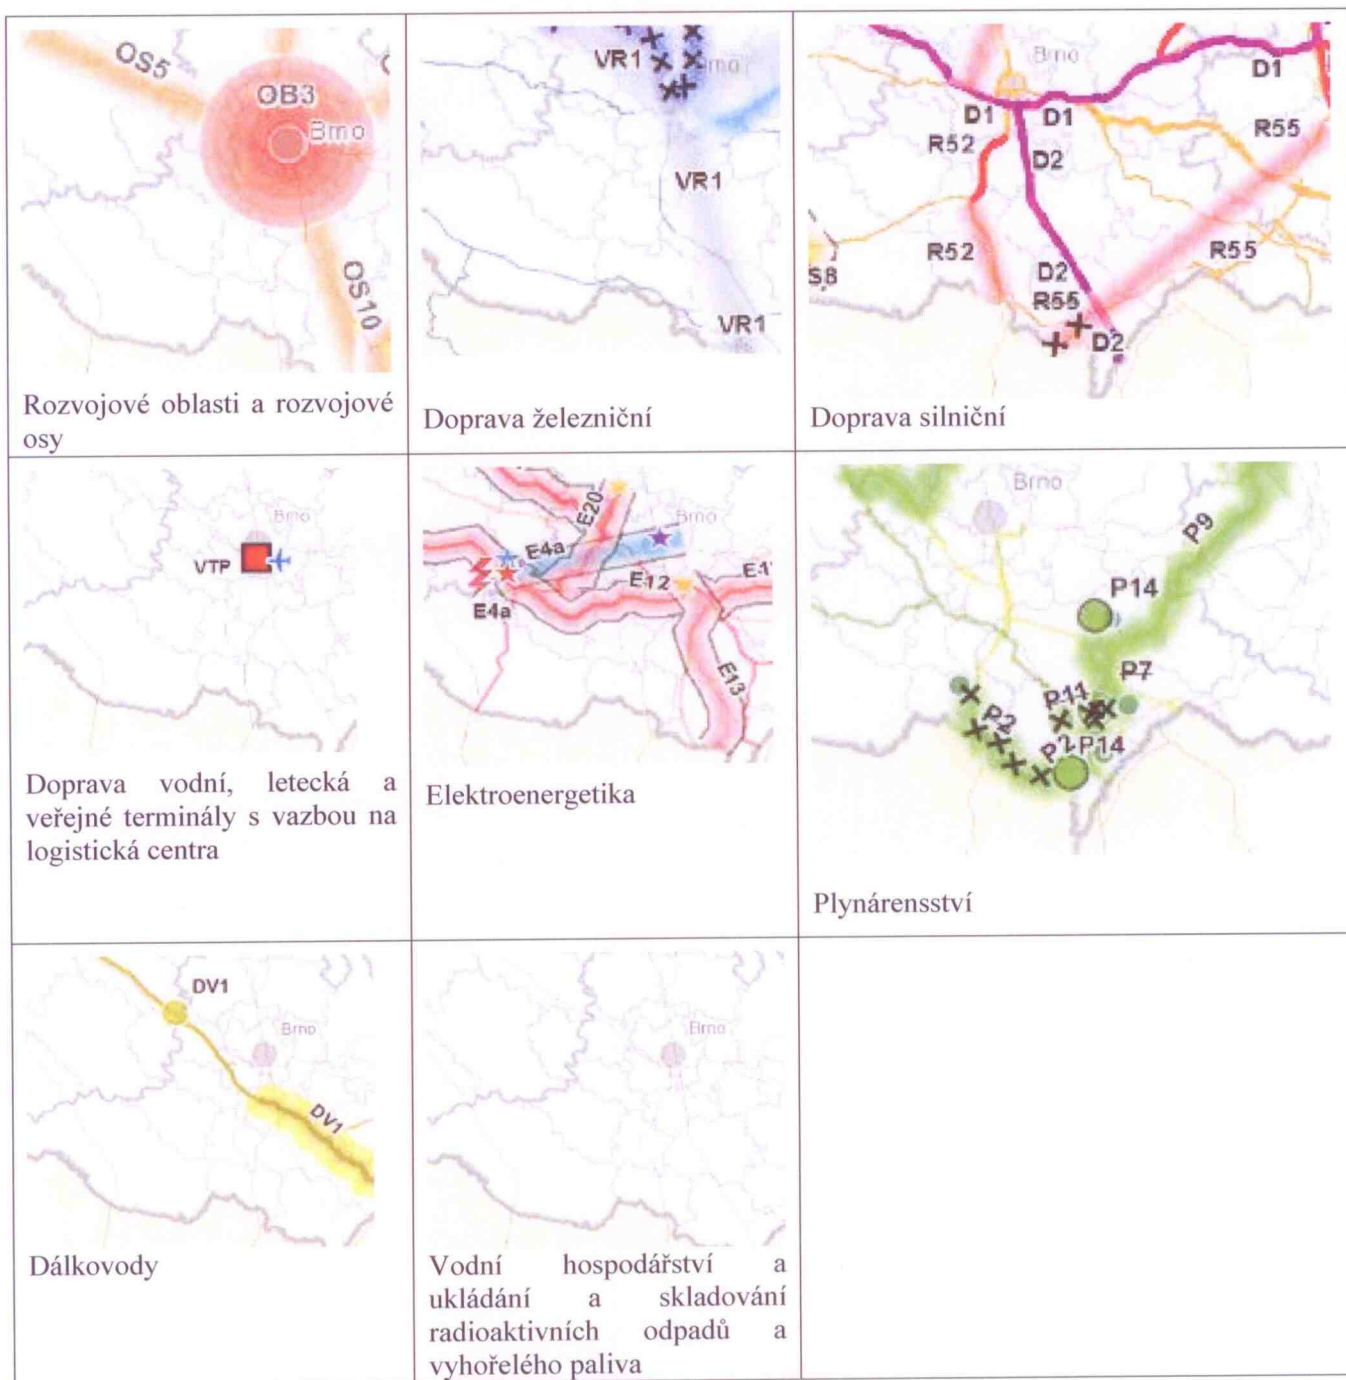 OS5
OB3
Brno
OS10
Rozvojové oblasti a rozvojové
osy
VR1
VR1
VR1
Doprava železniční
Brno
D1
D1
D1
R52
R55
D2
R52
R55
D2
S8
R55
D2
Doprava silniční
Brno
VTP
Doprava vodní, letecká a
veřejné terminály s vazbou na
logistická centra
Brno
E20
E4a
E12
E4a
E13
Elektroenergetika
Brno
P9
P14
P7
P11
P2
P14
Plynárensství
DV1
Brno
DV1
Dálkovody
Brno
Vodní hospodářství a
ukládání a skladování
radioaktivních odpadů a
vyhořelého paliva